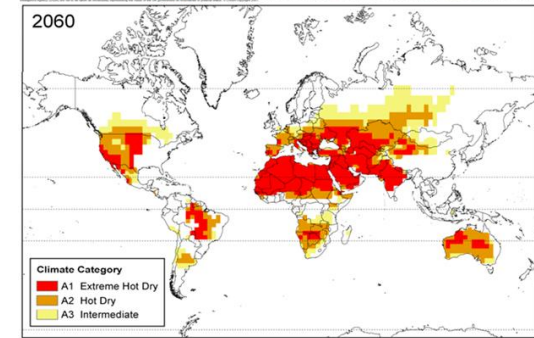 2060
Climate Category
A1 Extreme Hot Dry
A2 Hot Dry
A3 Intermediate